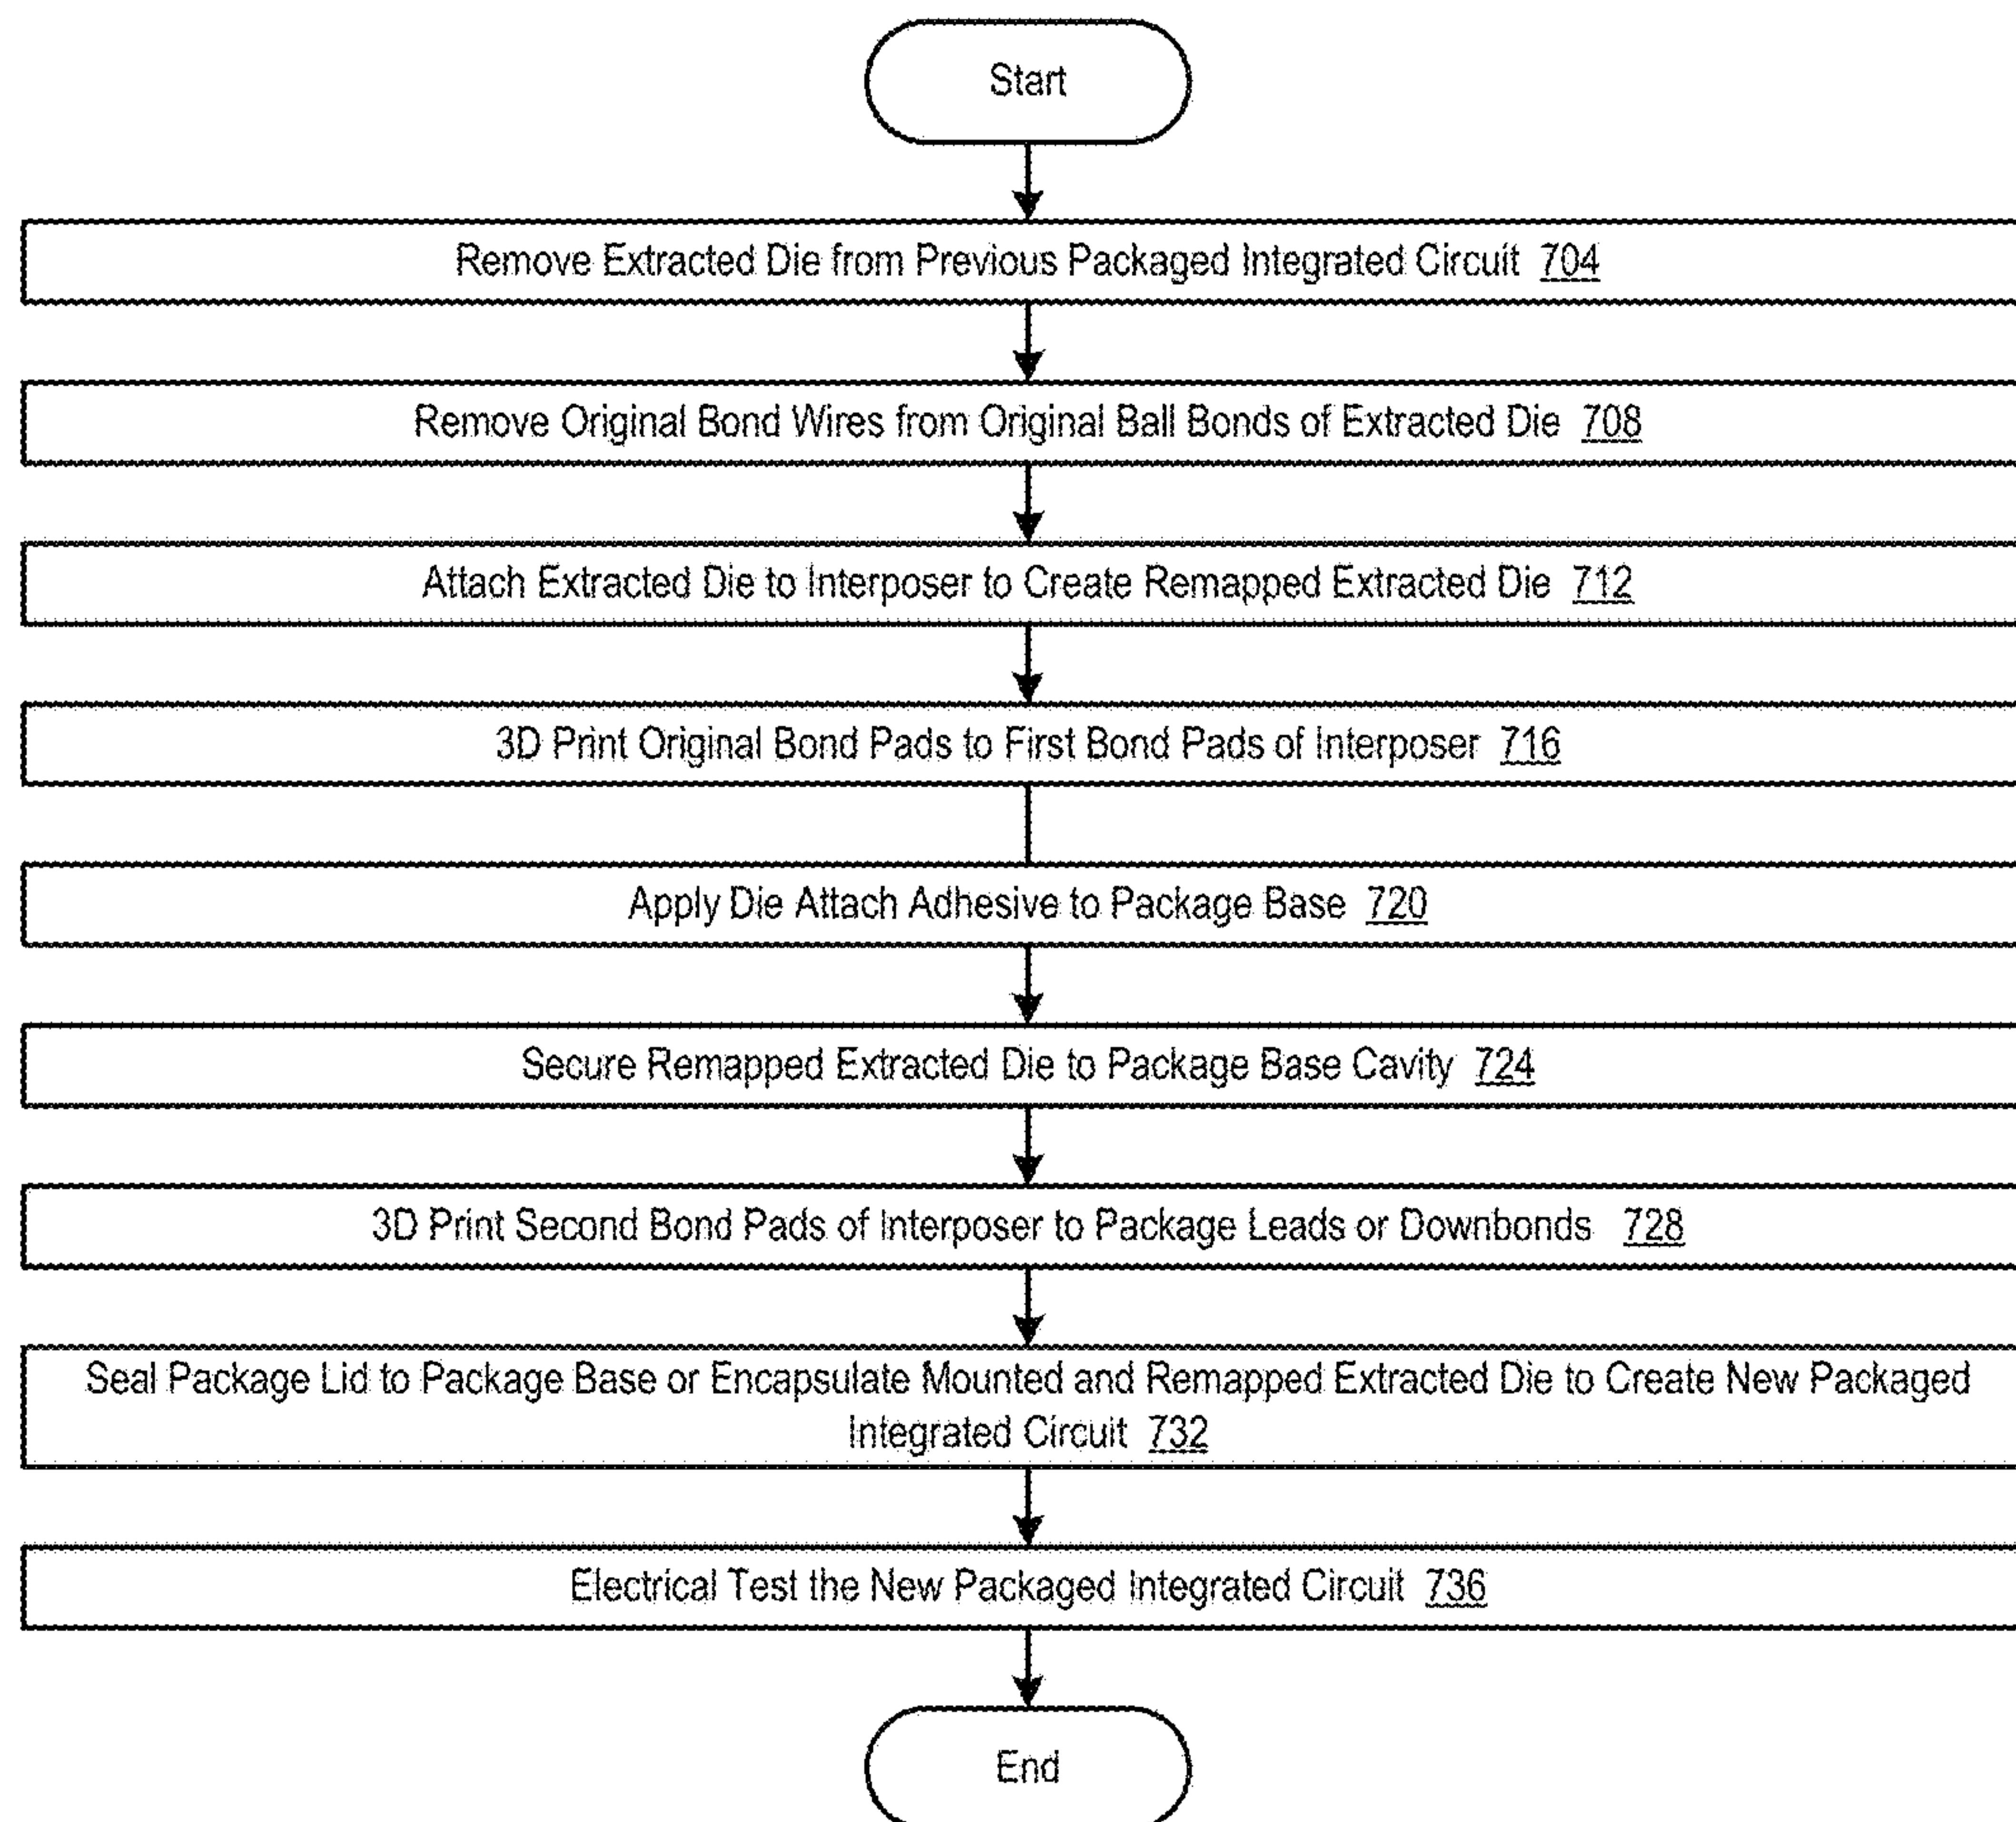 Start
Remove Extracted Die from Previous Packaged Integrated Circuit 704
Remove Original Bond Wires from Original Ball Bonds of Extracted Die 708
Attach Extracted Die to Interposer to Create Remapped Extracted Die 712
3D Print Original Bond Pads to First Bond Pads of Interposer 716
Apply Die Attach Adhesive to Package Base 720
Secure Remapped Extracted Die to Package Base Cavity 724
3D Print Second Bond Pads of Interposer to Package Leads or Downbonds 728
Seal Package Lid to Package Base or Encapsulate Mounted and Remapped Extracted Die to Create New Packaged
Integrated Circuit 732
Electrical Test the New Packaged Integrated Circuit 736
End